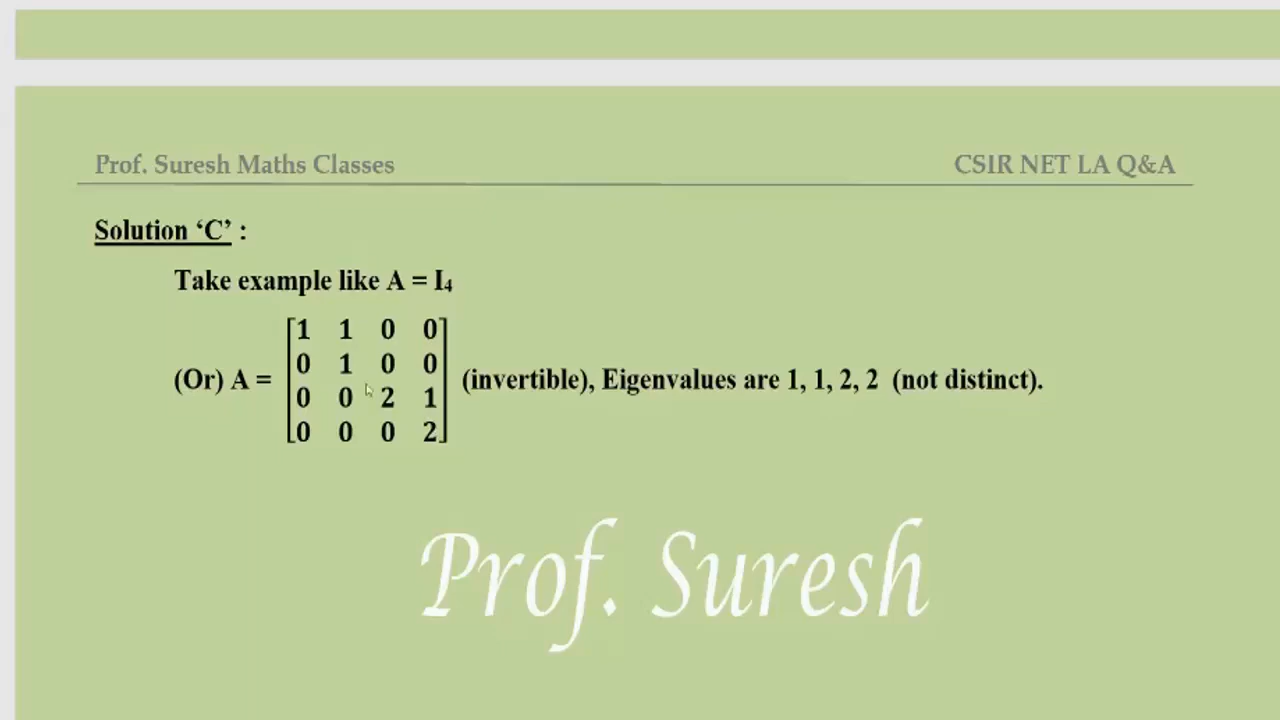 Prof. Suresh Maths Classes CSIR NET LA Q&A
Solution ‘C’ :
Take example like A = I₄
(Or) A = [1 1 0 0
0 1 0 0
0 0 2 1
0 0 0 2] (invertible), Eigenvalues are 1, 1, 2, 2 (not distinct).
Prof. Suresh